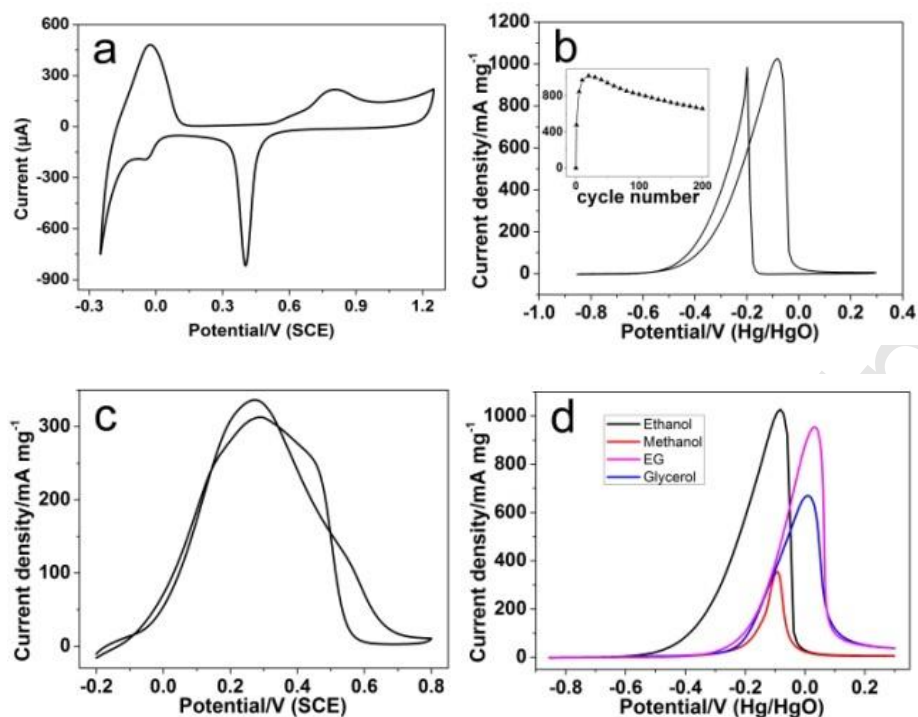 a
600
300
0
-300
-600
-900
Current (µA)
-0.3 0.0 0.3 0.6 0.9 1.2
Potential/V (SCE)
b
1200
1000
800
600
400
200
0
Current density/mA mg⁻¹
800
400
0
0 100 200
cycle number
-1.0 -0.8 -0.6 -0.4 -0.2 0.0 0.2 0.4
Potential/V (Hg/HgO)
c
300
200
100
0
Current density/mA mg⁻¹
-0.2 0.0 0.2 0.4 0.6 0.8
Potential/V (SCE)
d
Ethanol
Methanol
EG
Glycerol
1000
800
600
400
200
0
Current density/mA mg⁻¹
-0.8 -0.6 -0.4 -0.2 0.0 0.2
Potential/V (Hg/HgO)